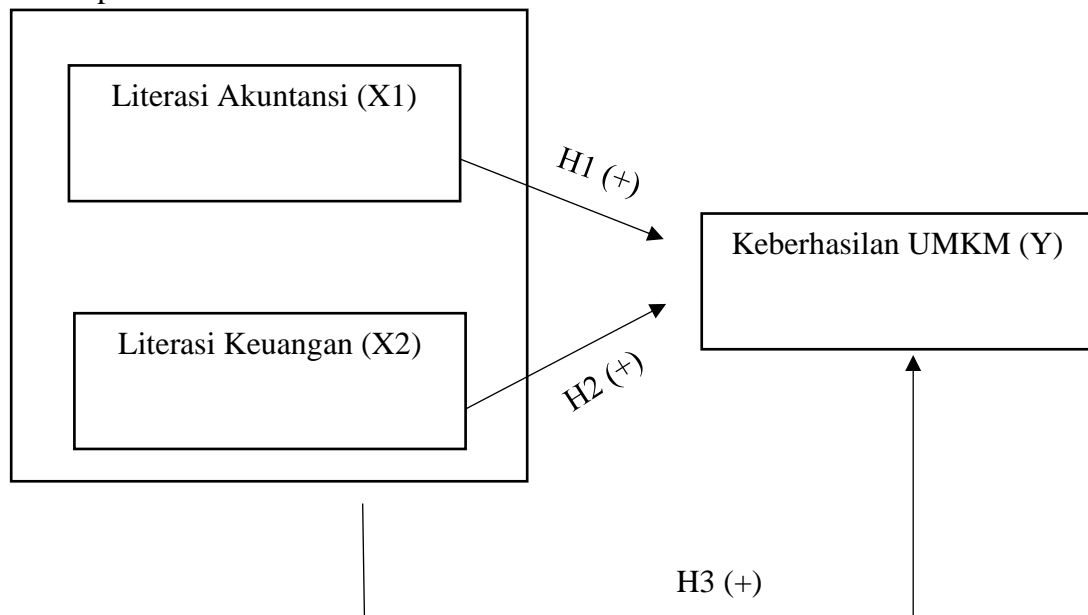 Literasi Akuntansi (X1)
H1 (+)
Keberhasilan UMKM (Y)
Literasi Keuangan (X2)
H2 (+)
H3 (+)